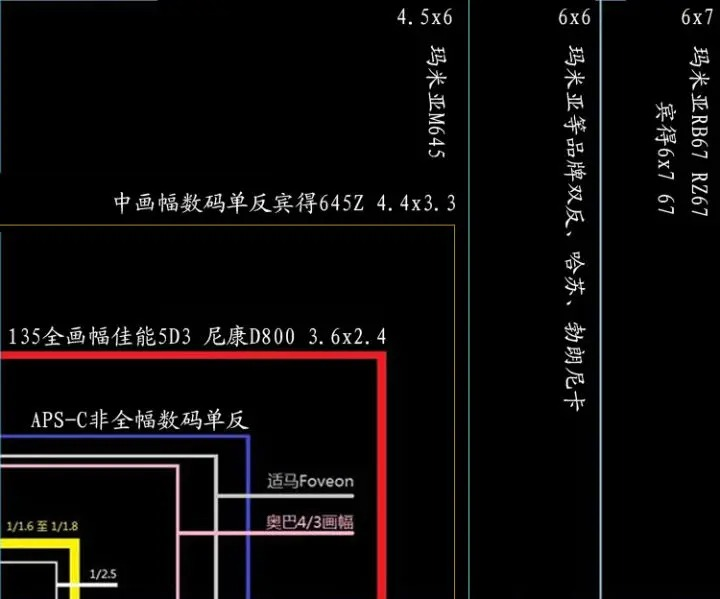 4.5x6
玛米亚M645
6x6
玛米亚等品牌双反、哈苏、勃朗尼卡
6x7
玛米亚RB67 RZ67
宾得6x7 67
中画幅数码单反宾得645Z 4.4x3.3
135全画幅佳能5D3 尼康D800 3.6x2.4
APS-C非全幅数码单反
适马Foveon
奥巴4/3画幅
1/1.6 至 1/1.8
1/2.5